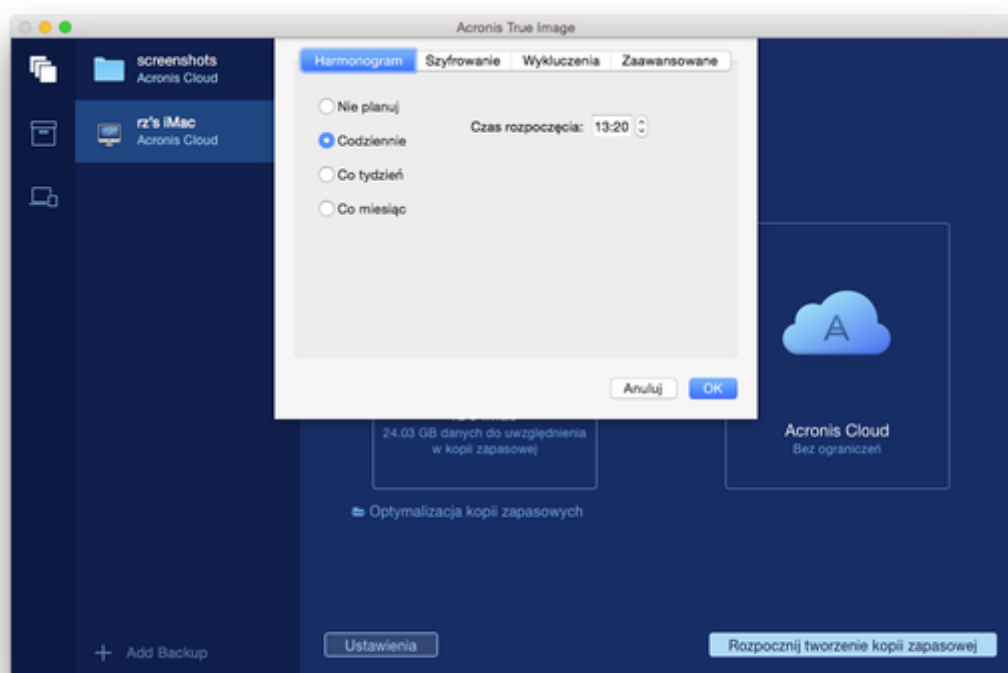 Acronis True Image
screenshots
Acronis Cloud
rz's iMac
Acronis Cloud
Add Backup
Harmonogram
Szyfrowanie
Wykluczenia
Zaawansowane
Nie planuj
Codziennie
Co tydzień
Co miesiąc
Czas rozpoczęcia: 13:20
Anuluj
OK
24.03 GB danych do uwzględnienia
w kopii zapasowej
Acronis Cloud
Bez ograniczeń
Optymalizacja kopii zapasowych
Ustawienia
Rozpocznij tworzenie kopii zapasowej